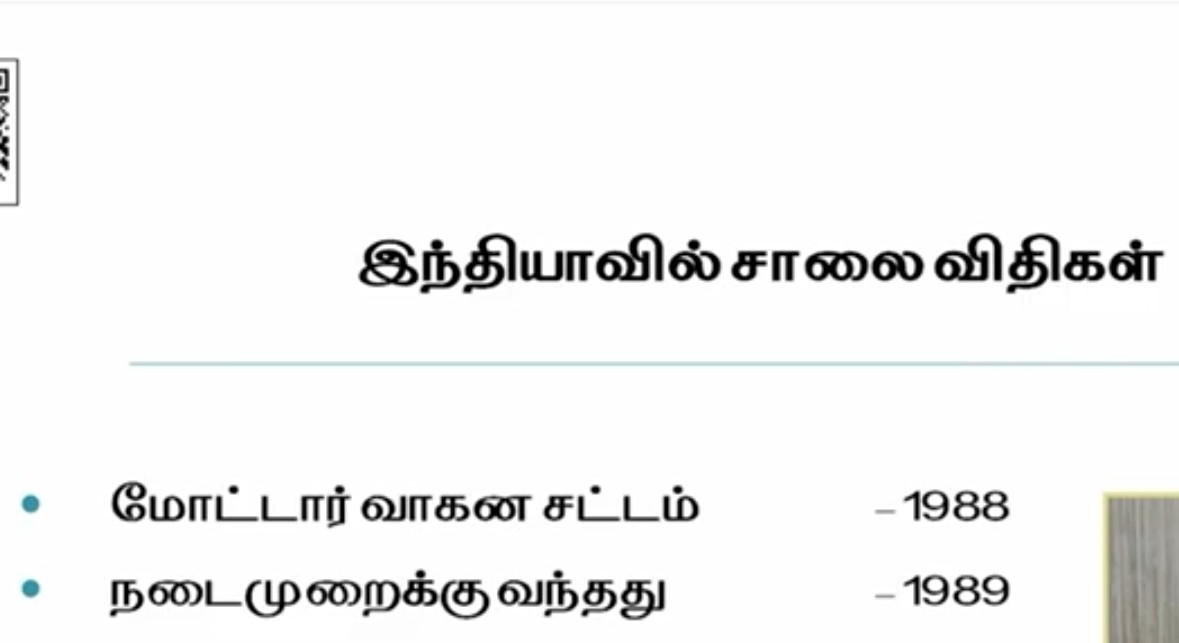 இந்தியாவில் சாலை விதிகள்
மோட்டார் வாகன சட்டம் – 1988
நடைமுறைக்கு வந்தது – 1989